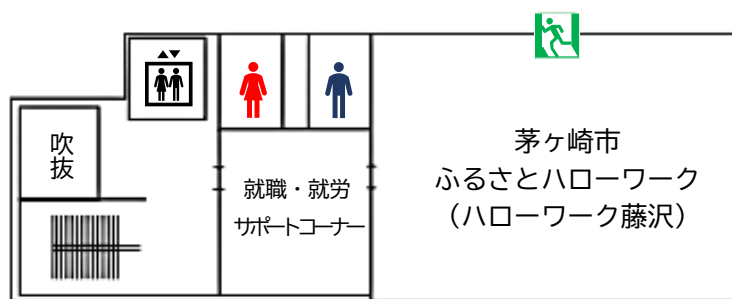 吹
抜
就職・就労
サポートコーナー
茅ヶ崎市
ふるさとハローワーク
（ハローワーク藤沢）